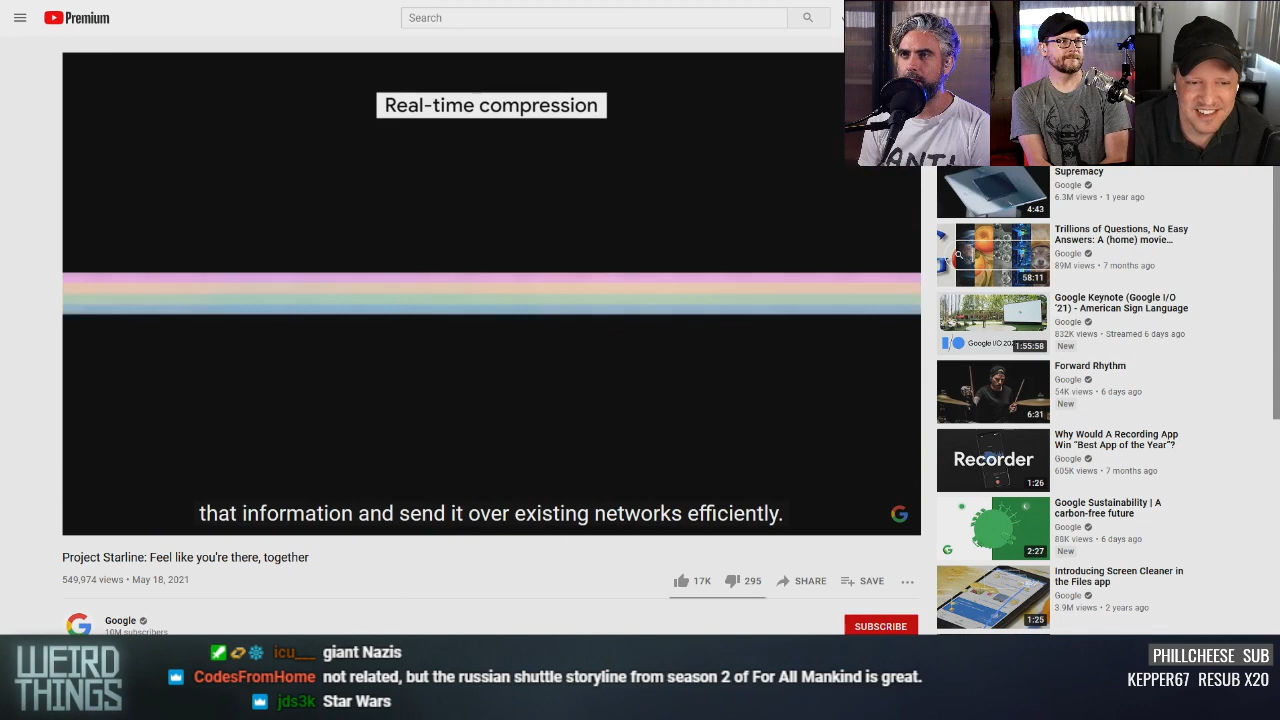 Premium
Search
Real-time compression
ANTI
that information and send it over existing networks efficiently.
Project Starline: Feel like you're there, together
549,974 views • May 18, 2021
17K
295
SHARE
SAVE
Google
10M subscribers
SUBSCRIBE
Supremacy
Google
6.3M views • 1 year ago
4:43
Trillions of Questions, No Easy
Answers: A (home) movie...
Google
89M views • 7 months ago
58:11
Google Keynote (Google I/O
'21) - American Sign Language
Google
832K views • Streamed 6 days ago
New
Google I/O 202
1:55:58
Forward Rhythm
Google
54K views • 6 days ago
New
6:31
Why Would A Recording App
Win “Best App of the Year”?
Google
605K views • 7 months ago
Recorder
1:26
Google Sustainability | A
carbon-free future
Google
88K views • 6 days ago
New
2:27
Introducing Screen Cleaner in
the Files app
Google
3.9M views • 2 years ago
1:25
WEIRD
THINGS
icu___ giant Nazis
CodesFromHome not related, but the russian shuttle storyline from season 2 of For All Mankind is great.
jds3k Star Wars
PHILLCHEESE SUB
KEPPER67 RESUB X20